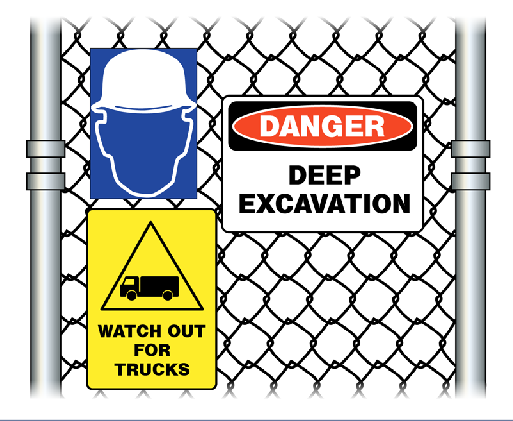 DANGER
DEEP
EXCAVATION
WATCH OUT
FOR
TRUCKS